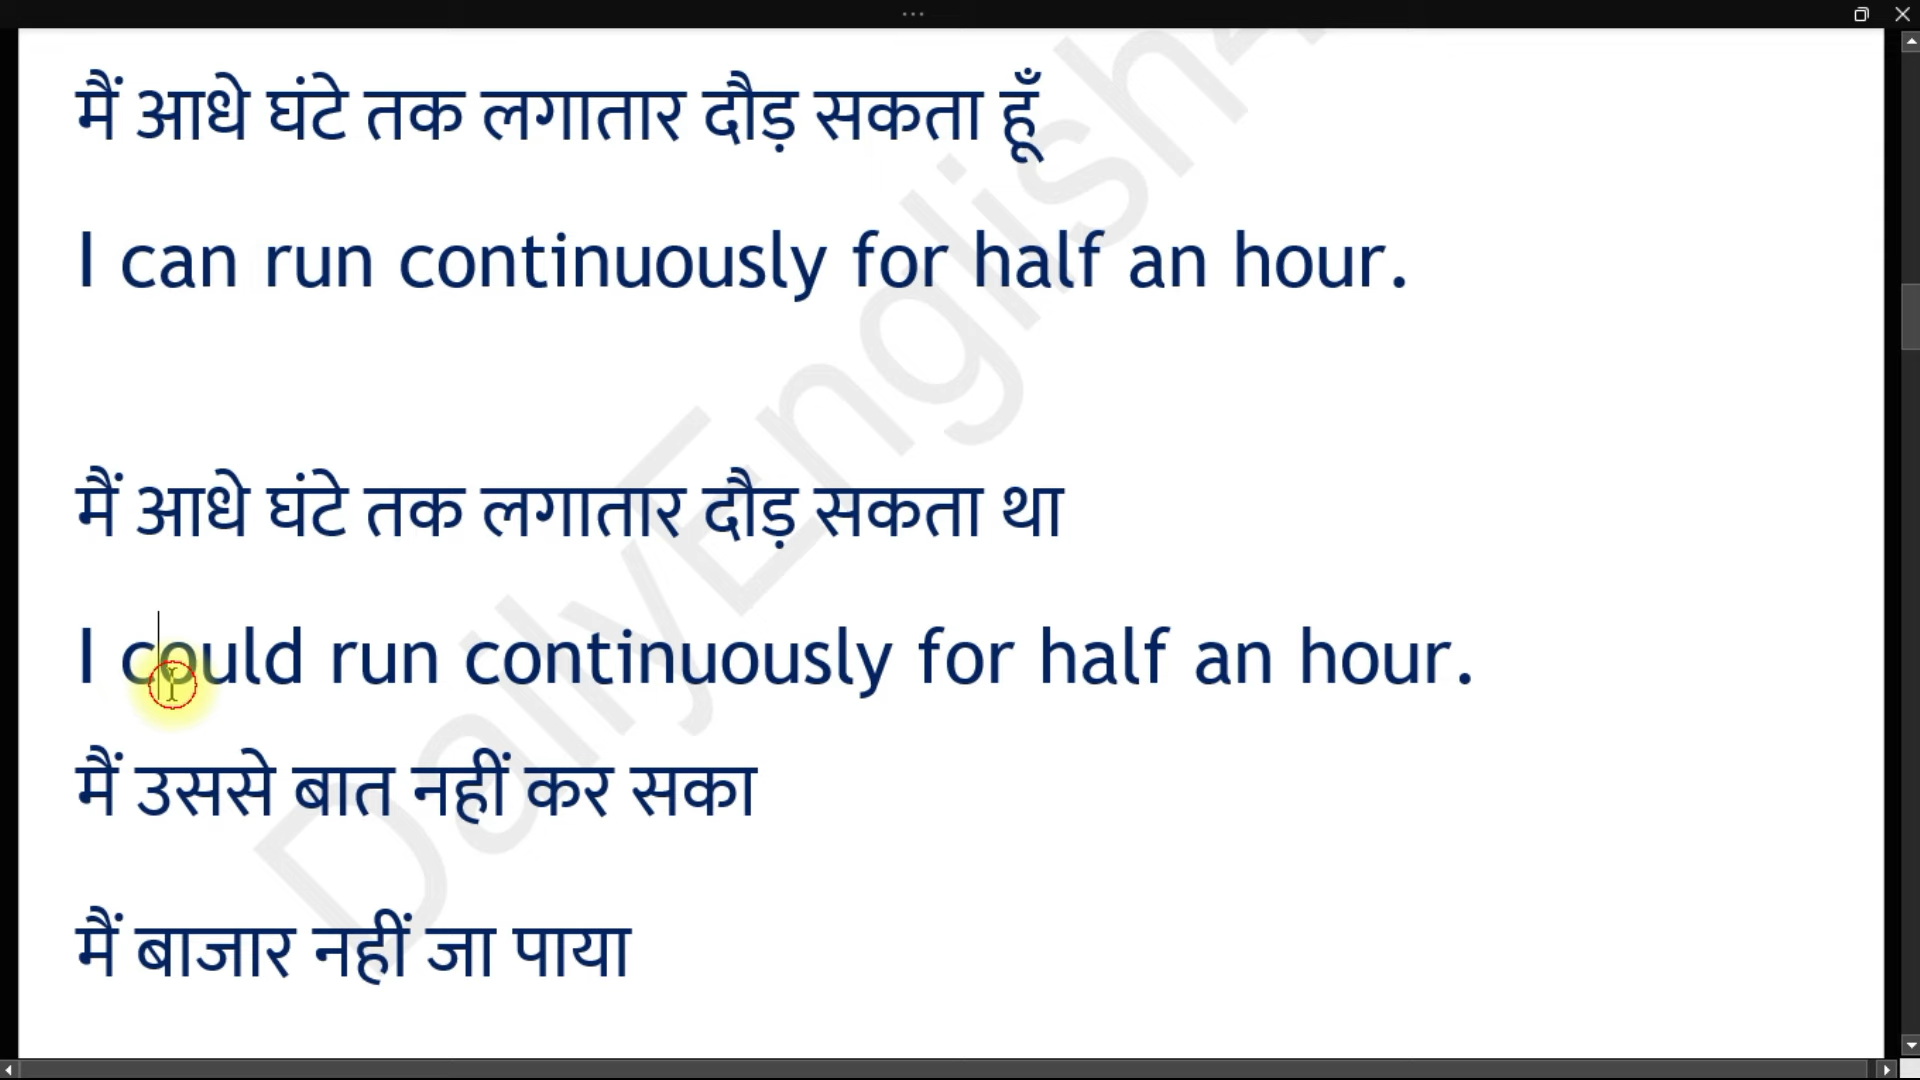 मैं आधे घंटे तक लगातार दौड़ सकता हूँ
I can run continuously for half an hour.
मैं आधे घंटे तक लगातार दौड़ सकता था
I could run continuously for half an hour.
मैं उससे बात नहीं कर सका
मैं बाजार नहीं जा पाया
DailyEnglish4